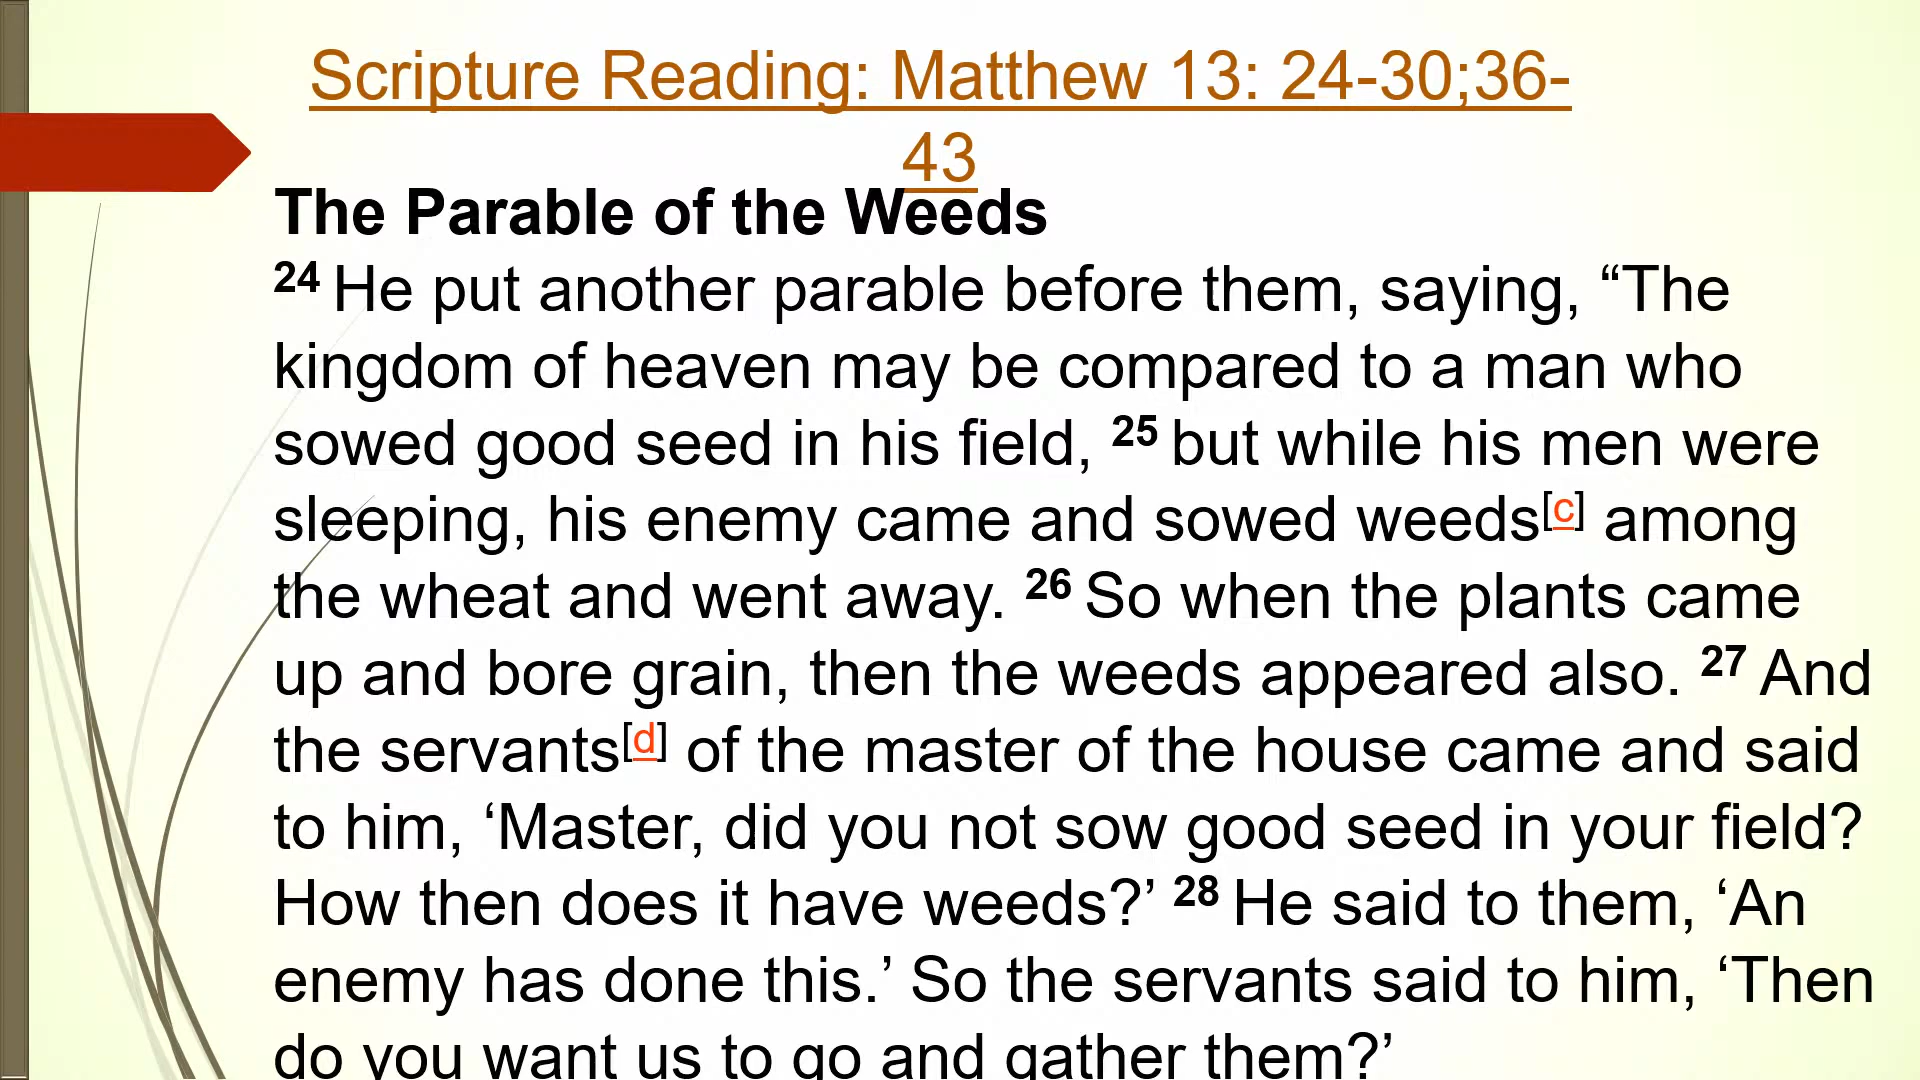 Scripture Reading: Matthew 13: 24-30;36-
43
The Parable of the Weeds
24 He put another parable before them, saying, “The
kingdom of heaven may be compared to a man who
sowed good seed in his field, 25 but while his men were
sleeping, his enemy came and sowed weeds[c] among
the wheat and went away. 26 So when the plants came
up and bore grain, then the weeds appeared also. 27 And
the servants[d] of the master of the house came and said
to him, ‘Master, did you not sow good seed in your field?
How then does it have weeds?’ 28 He said to them, ‘An
enemy has done this.’ So the servants said to him, ‘Then
do you want us to go and gather them?’